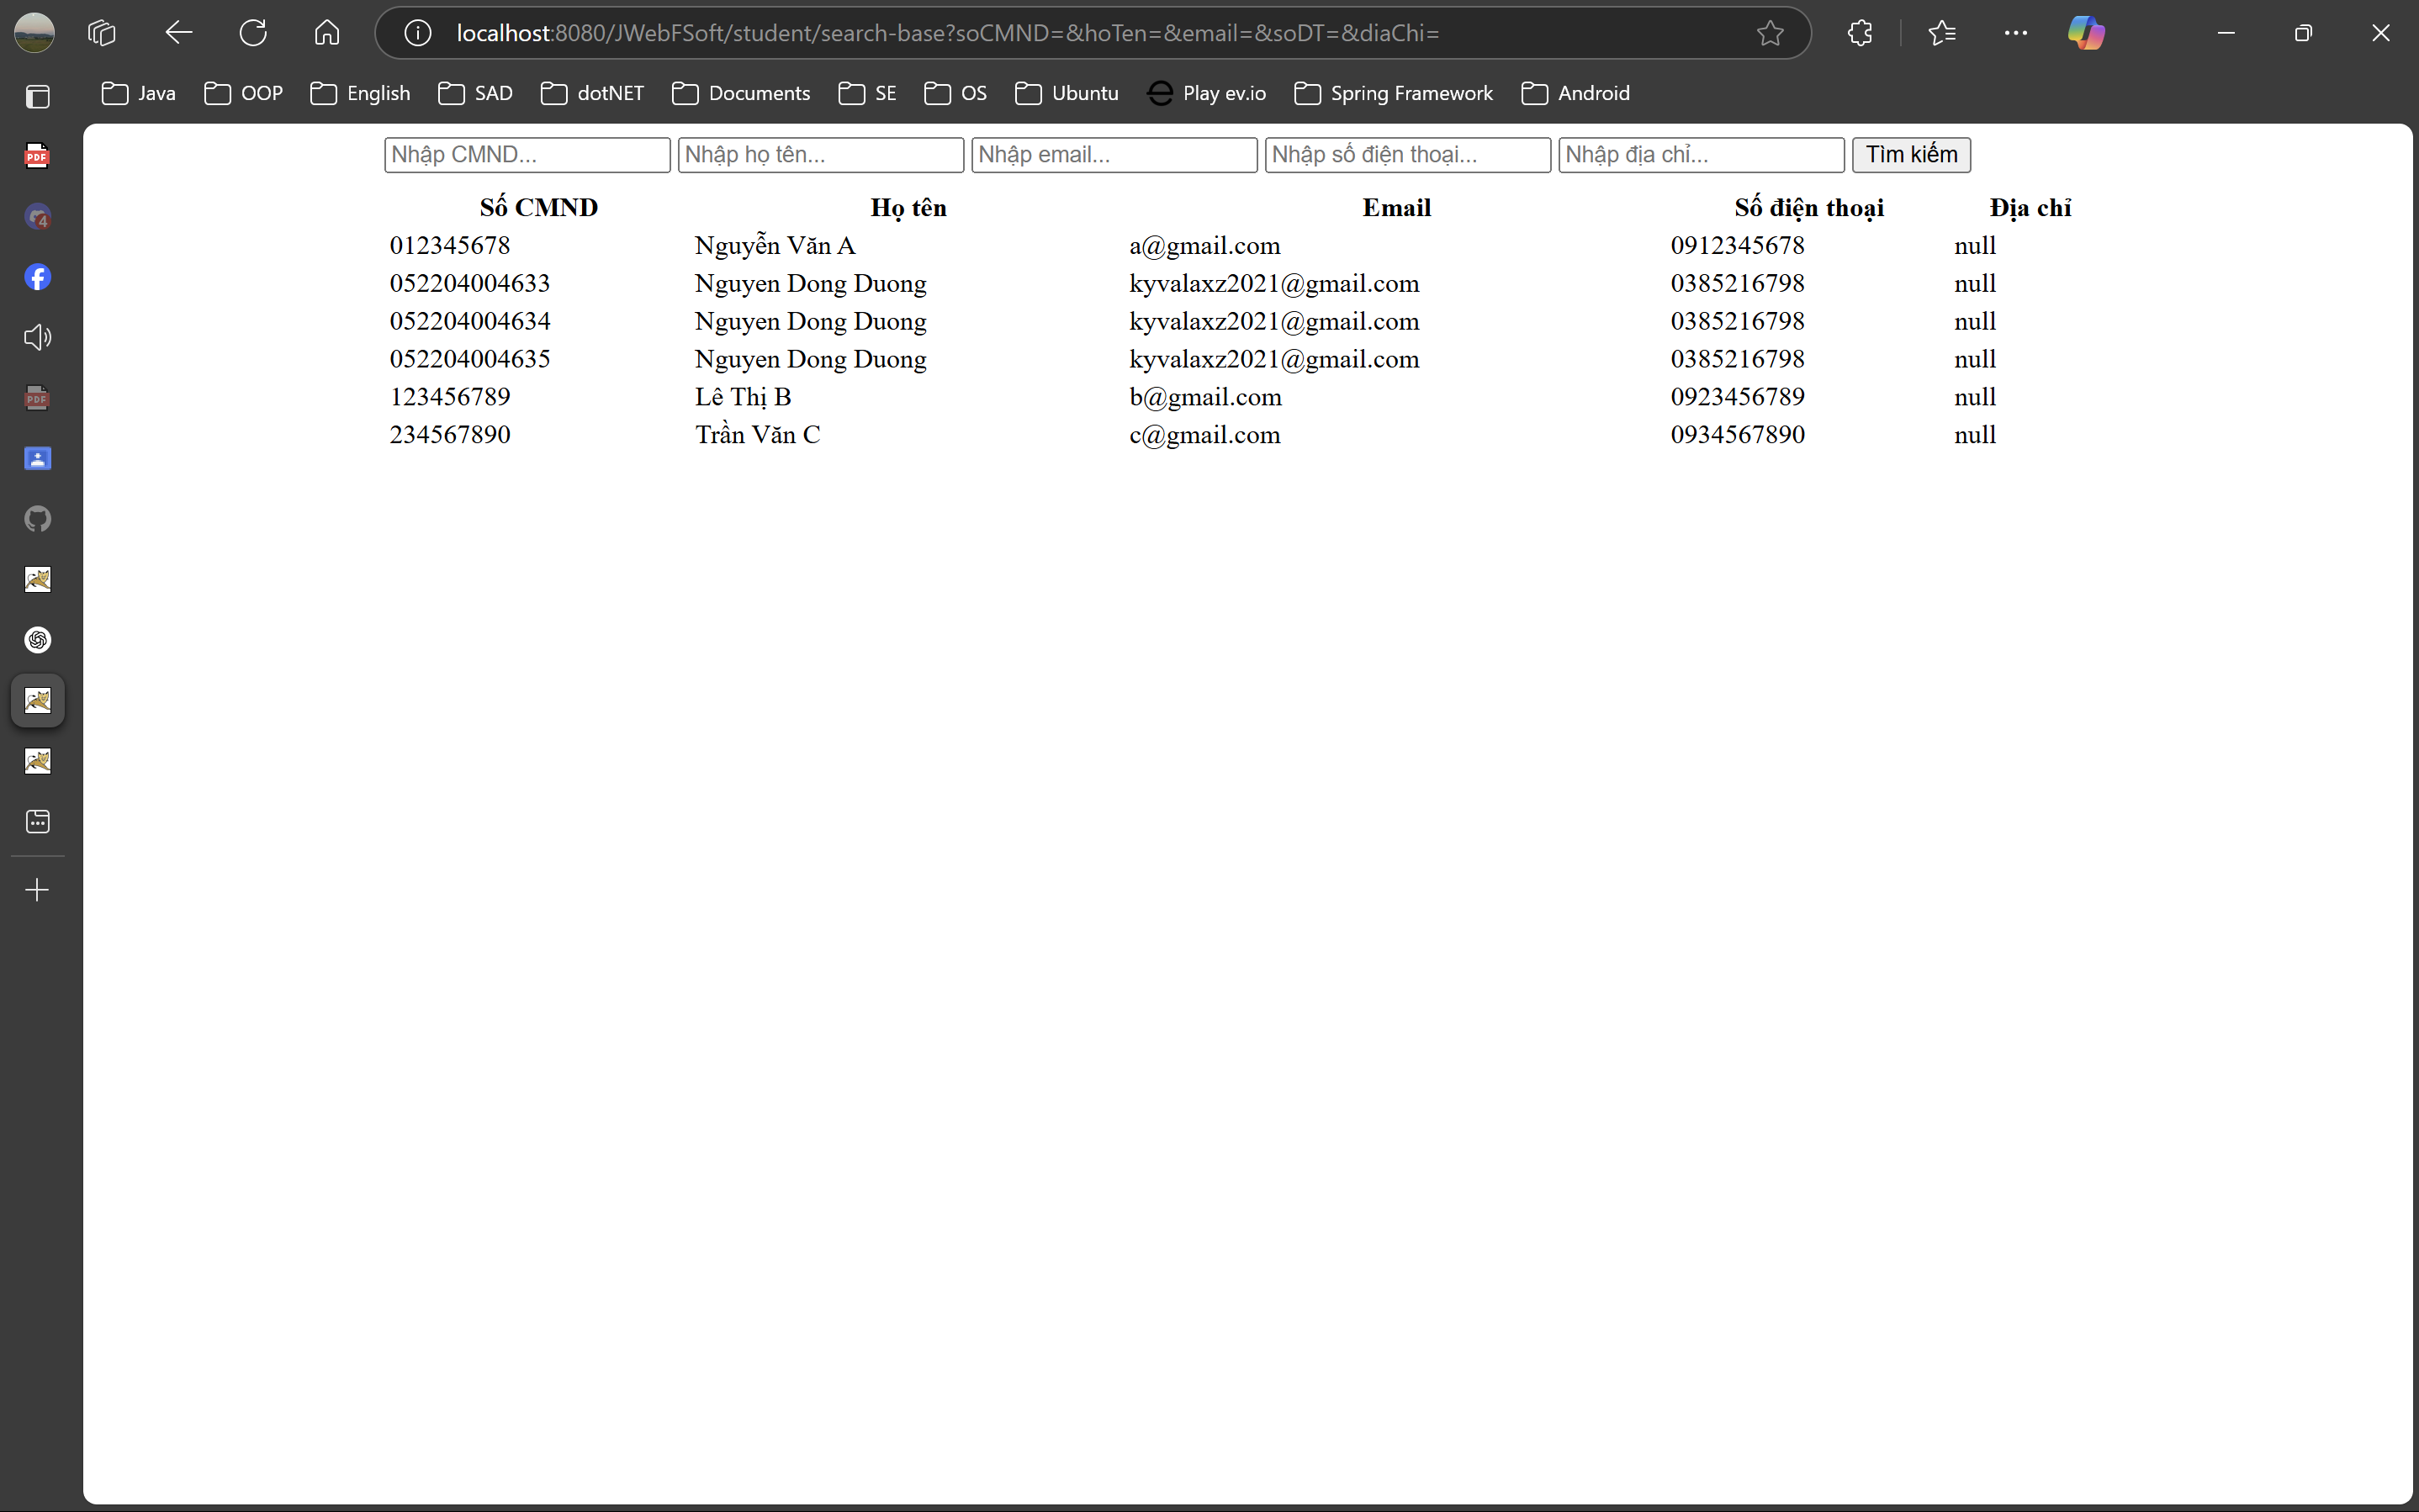 localhost:8080/JWebFSoft/student/search-base?soCMND=&hoTen=&email=&soDT=&diaChi=
Java OOP English SAD dotNET Documents SE OS Ubuntu Play ev.io Spring Framework Android
Nhập CMND... Nhập họ tên... Nhập email... Nhập số điện thoại... Nhập địa chỉ... Tìm kiếm
Số CMND Họ tên Email Số điện thoại Địa chỉ
012345678 Nguyễn Văn A a@gmail.com 0912345678 null
052204004633 Nguyen Dong Duong kyvalaxz2021@gmail.com 0385216798 null
052204004634 Nguyen Dong Duong kyvalaxz2021@gmail.com 0385216798 null
052204004635 Nguyen Dong Duong kyvalaxz2021@gmail.com 0385216798 null
123456789 Lê Thị B b@gmail.com 0923456789 null
234567890 Trần Văn C c@gmail.com 0934567890 null
PDF
4
PDF